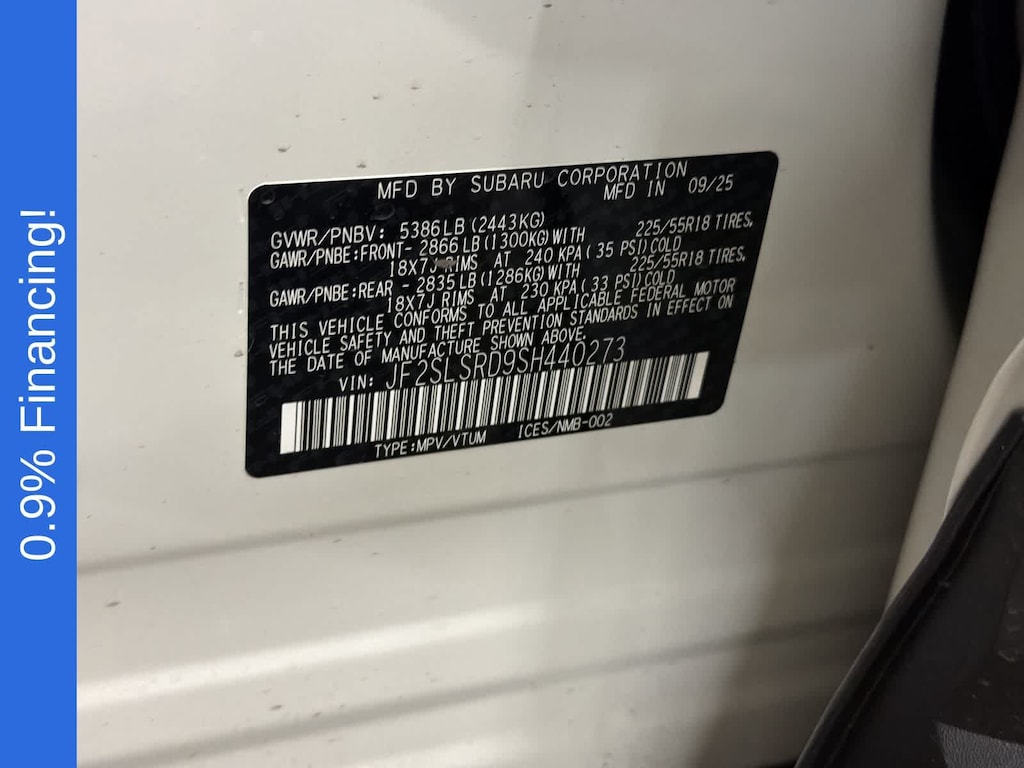 0.9% Financing!
MFD BY SUBARU CORPORATION
MFD IN 09/25
GVWR/PNBV: 5386LB(2443KG)
GAWR/PNBE:FRONT- 2866LB(1300KG)WITH 225/55R18 TIRES,
18X7J RIMS AT 240 KPA(35 PSI)COLD
GAWR/PNBE:REAR - 2835LB(1286KG)WITH 225/55R18 TIRES,
18X7J RIMS AT 230 KPA(33 PSI)COLD
THIS VEHICLE CONFORMS TO ALL APPLICABLE FEDERAL MOTOR
VEHICLE SAFETY AND THEFT PREVENTION STANDARDS IN EFFECT ON
THE DATE OF MANUFACTURE SHOWN ABOVE.
VIN: JF2SLSRD9SH440273
TYPE:MPV/VTUM ICES/NMB-002